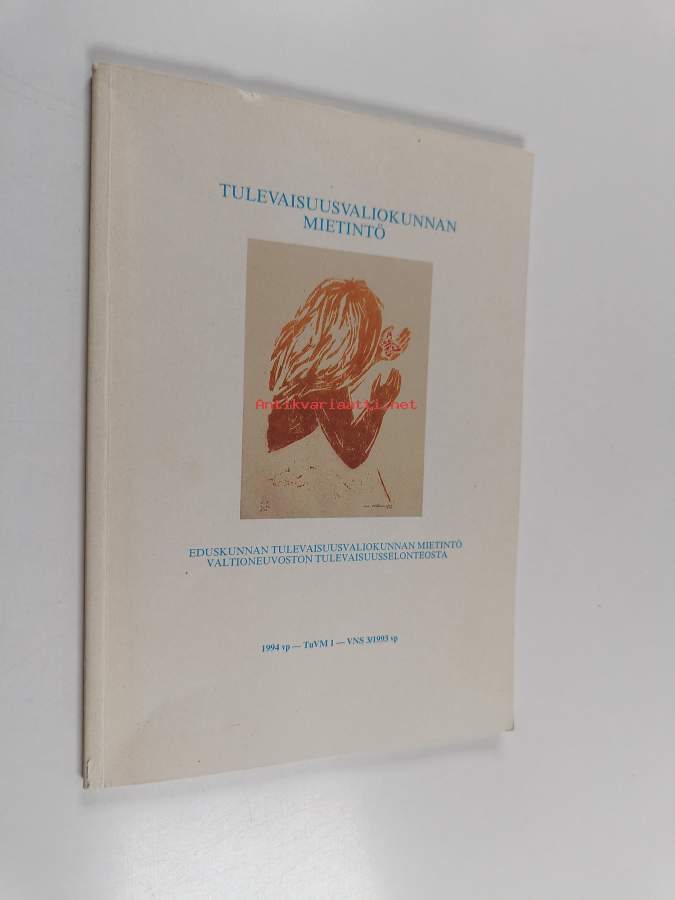 TULEVAISUUSVALIOKUNNAN
MIETINTÖ
Antikvariaatti.net
EDUSKUNNAN TULEVAISUUSVALIOKUNNAN MIETINTÖ
VALTIONEUVOSTON TULEVAISUUSSELONTEOSTA
1994 vp — TuVM 1 — VNS 3/1993 vp